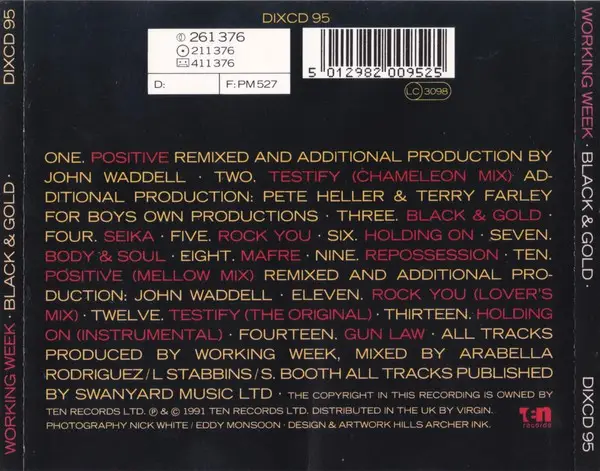 DIXCD 95
261 376
211 376
411 376
D:
F: PM 527
5 012982 009525
LC 3098
ONE. POSITIVE REMIXED AND ADDITIONAL PRODUCTION BY
JOHN WADDELL · TWO. TESTIFY (CHAMELEON MIX) AD-
DITIONAL PRODUCTION: PETE HELLER & TERRY FARLEY
FOR BOYS OWN PRODUCTIONS · THREE. BLACK & GOLD ·
FOUR. SEIKA · FIVE. ROCK YOU · SIX. HOLDING ON · SEVEN.
BODY & SOUL · EIGHT. MAFRE · NINE. REPOSSESSION · TEN.
POSITIVE (MELLOW MIX) REMIXED AND ADDITIONAL PRO-
DUCTION: JOHN WADDELL · ELEVEN. ROCK YOU (LOVER'S
MIX) · TWELVE. TESTIFY (THE ORIGINAL) · THIRTEEN. HOLDING
ON (INSTRUMENTAL) · FOURTEEN. GUN LAW · ALL TRACKS
PRODUCED BY WORKING WEEK, MIXED BY ARABELLA
RODRIGUEZ/L STABBINS/S. BOOTH ALL TRACKS PUBLISHED
BY SWANYARD MUSIC LTD · THE COPYRIGHT IN THIS RECORDING IS OWNED BY
TEN RECORDS LTD. ℗ & © 1991 TEN RECORDS LTD. DISTRIBUTED IN THE UK BY VIRGIN.
PHOTOGRAPHY NICK WHITE / EDDY MONSOON · DESIGN & ARTWORK HILLS ARCHER INK.
TEN
records
WORKING WEEK · BLACK & GOLD · DIXCD 95
WORKING WEEK · BLACK & GOLD · DIXCD 95